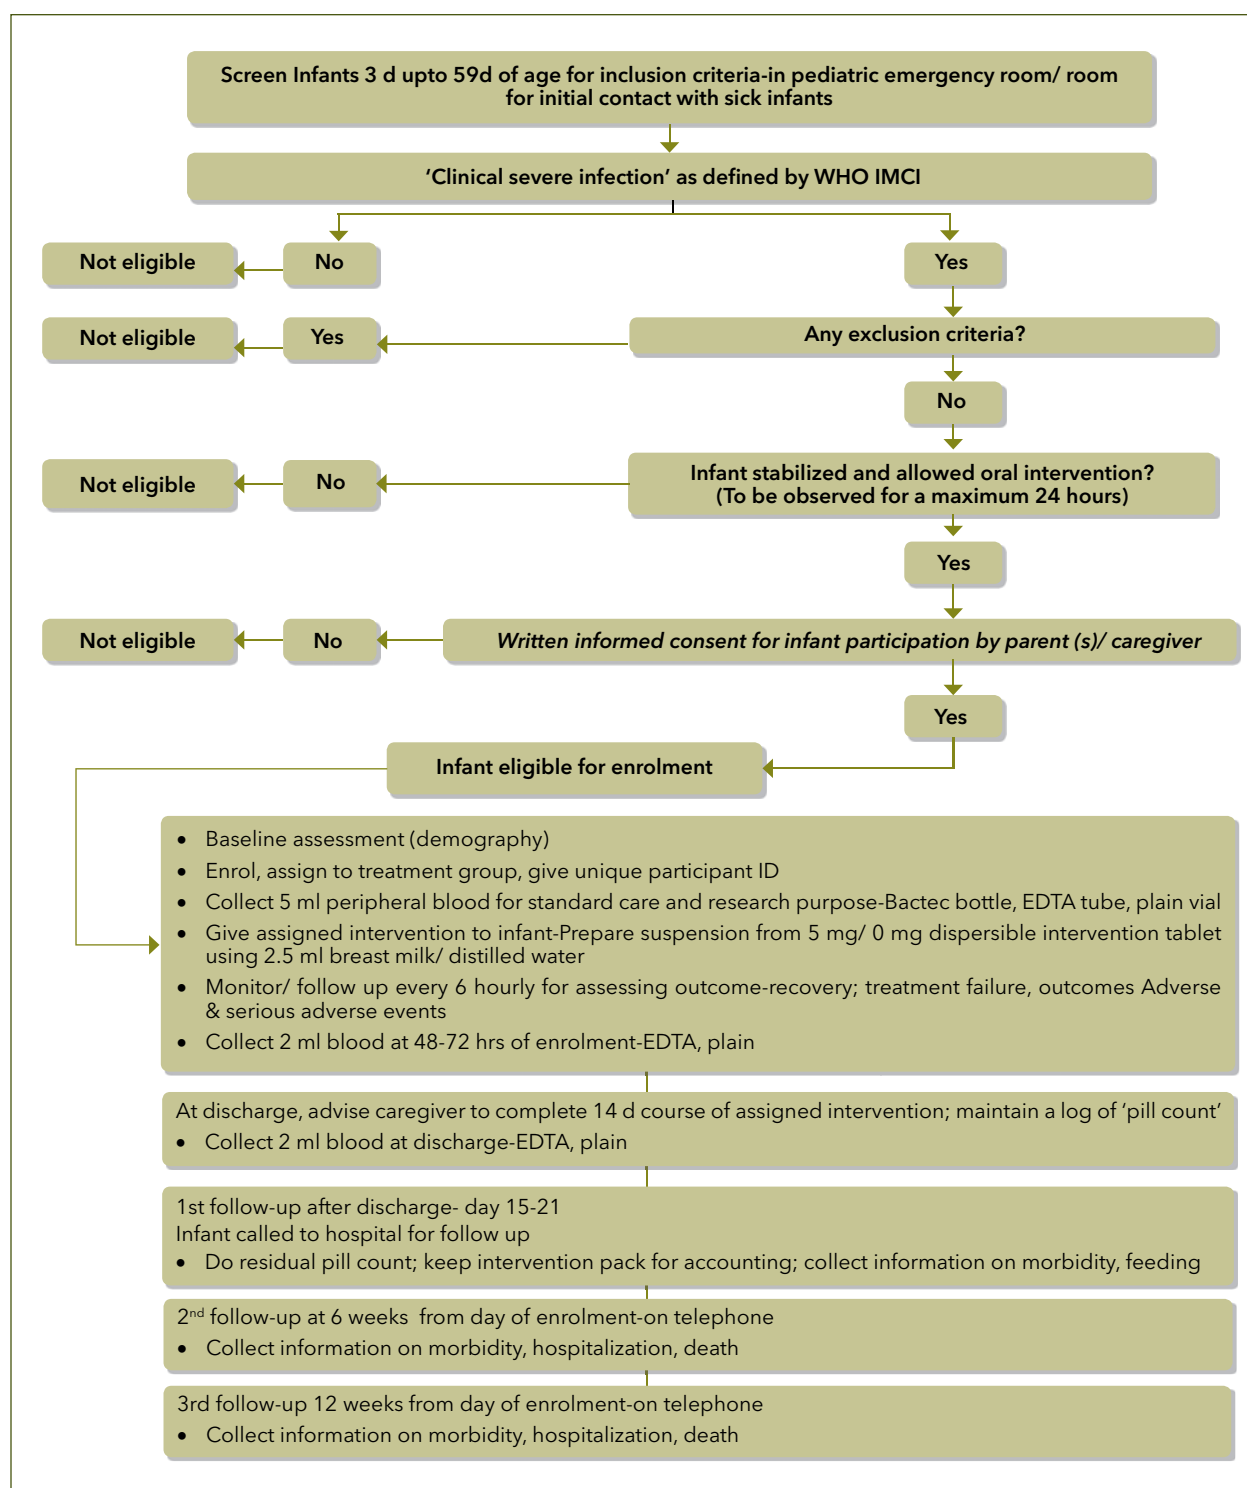 Screen Infants 3 d upto 59d of age for inclusion criteria-in pediatric emergency room/ room
for initial contact with sick infants
‘Clinical severe infection’ as defined by WHO IMCI
Not eligible
No
Yes
Not eligible
Yes
Any exclusion criteria?
No
Not eligible
No
Infant stabilized and allowed oral intervention?
(To be observed for a maximum 24 hours)
Yes
Not eligible
No
Written informed consent for infant participation by parent (s)/ caregiver
Yes
Infant eligible for enrolment
• Baseline assessment (demography)
• Enrol, assign to treatment group, give unique participant ID
• Collect 5 ml peripheral blood for standard care and research purpose-Bactec bottle, EDTA tube, plain vial
• Give assigned intervention to infant-Prepare suspension from 5 mg/ 0 mg dispersible intervention tablet
using 2.5 ml breast milk/ distilled water
• Monitor/ follow up every 6 hourly for assessing outcome-recovery; treatment failure, outcomes Adverse
& serious adverse events
• Collect 2 ml blood at 48-72 hrs of enrolment-EDTA, plain
At discharge, advise caregiver to complete 14 d course of assigned intervention; maintain a log of ‘pill count’
• Collect 2 ml blood at discharge-EDTA, plain
1st follow-up after discharge- day 15-21
Infant called to hospital for follow up
• Do residual pill count; keep intervention pack for accounting; collect information on morbidity, feeding
2nd follow-up at 6 weeks from day of enrolment-on telephone
• Collect information on morbidity, hospitalization, death
3rd follow-up 12 weeks from day of enrolment-on telephone
• Collect information on morbidity, hospitalization, death